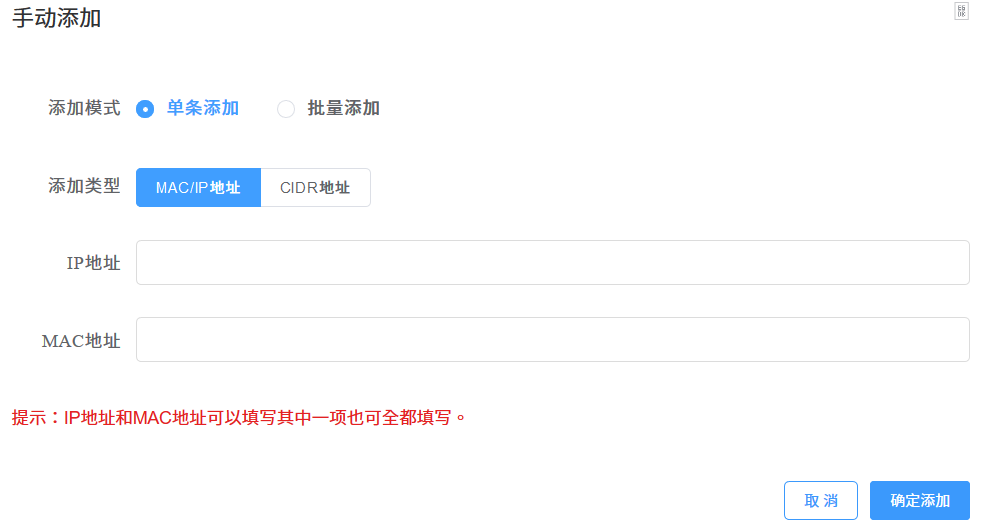 手动添加
添加模式 单条添加 批量添加
添加类型 MAC/IP地址 CIDR地址
IP地址
MAC地址
提示：IP地址和MAC地址可以填写其中一项也可全都填写。
取 消 确定添加